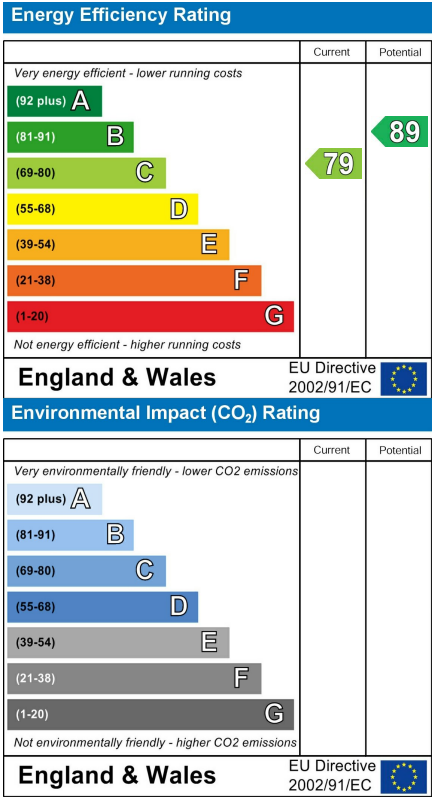 Energy Efficiency Rating
Current Potential
Very energy efficient - lower running costs
(92 plus) A
(81-91) B
(69-80) C
(55-68) D
(39-54) E
(21-38) F
(1-20) G
79
89
Not energy efficient - higher running costs
England & Wales
EU Directive
2002/91/EC
Environmental Impact (CO₂) Rating
Current Potential
Very environmentally friendly - lower CO2 emissions
(92 plus) A
(81-91) B
(69-80) C
(55-68) D
(39-54) E
(21-38) F
(1-20) G
Not environmentally friendly - higher CO2 emissions
England & Wales
EU Directive
2002/91/EC